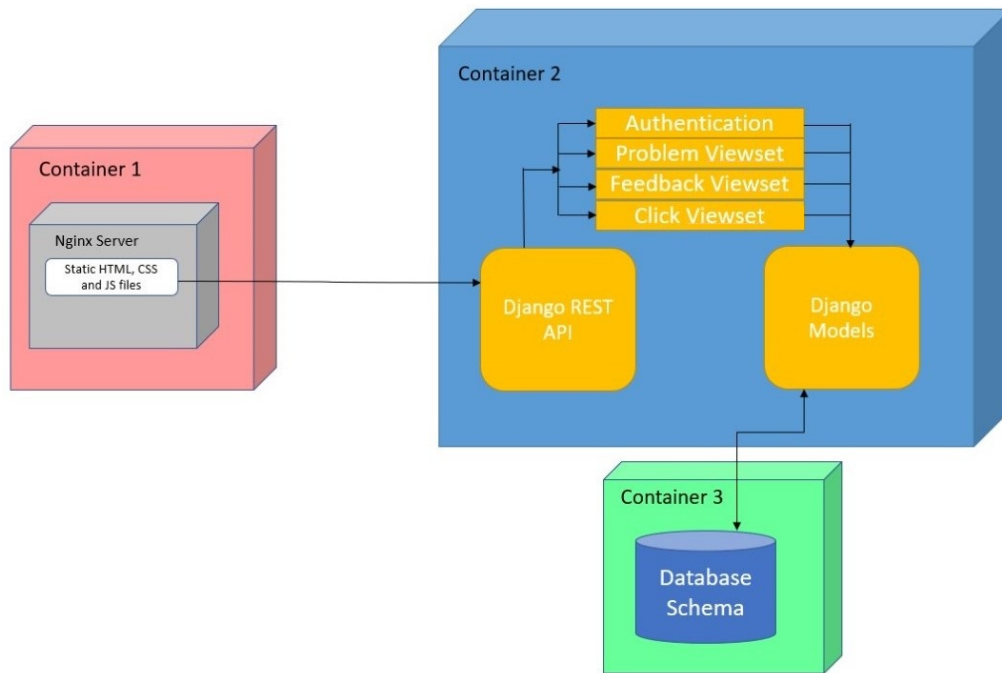 Container 1
Nginx Server
Static HTML, CSS
and JS files
Container 2
Authentication
Problem Viewset
Feedback Viewset
Click Viewset
Django REST
API
Django
Models
Container 3
Database
Schema